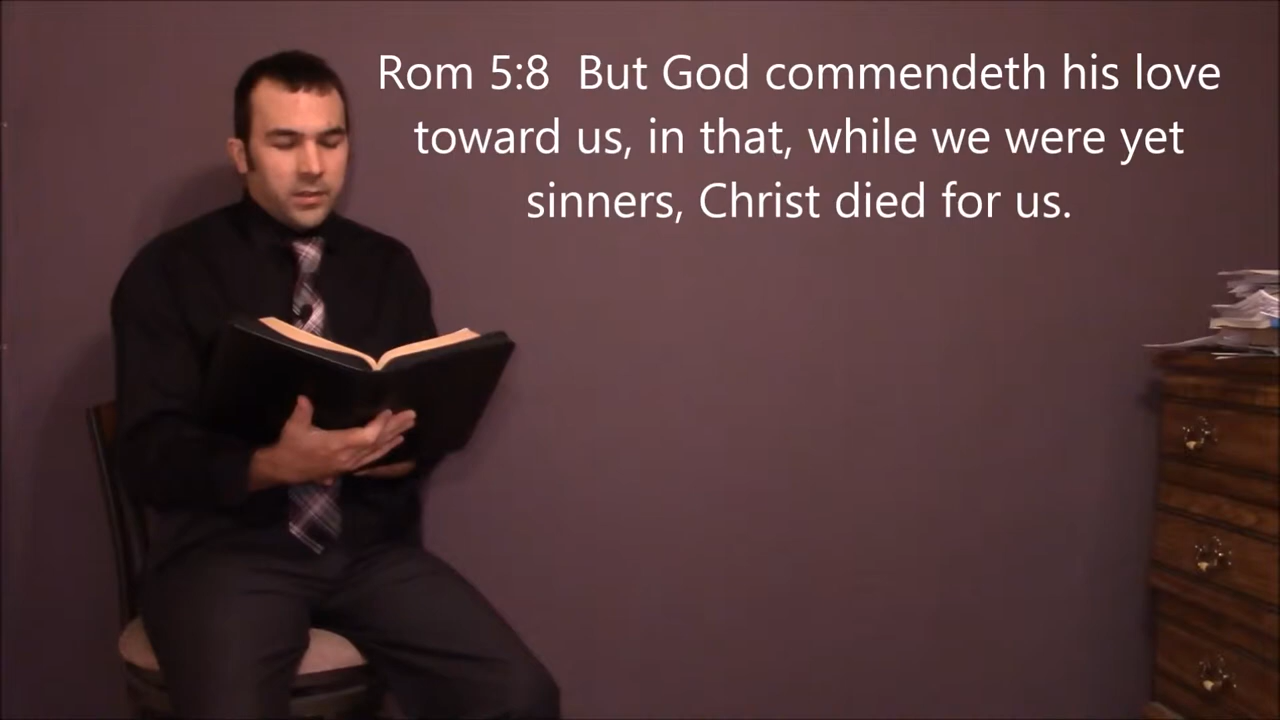 Rom 5:8  But God commendeth his love
toward us, in that, while we were yet
sinners, Christ died for us.